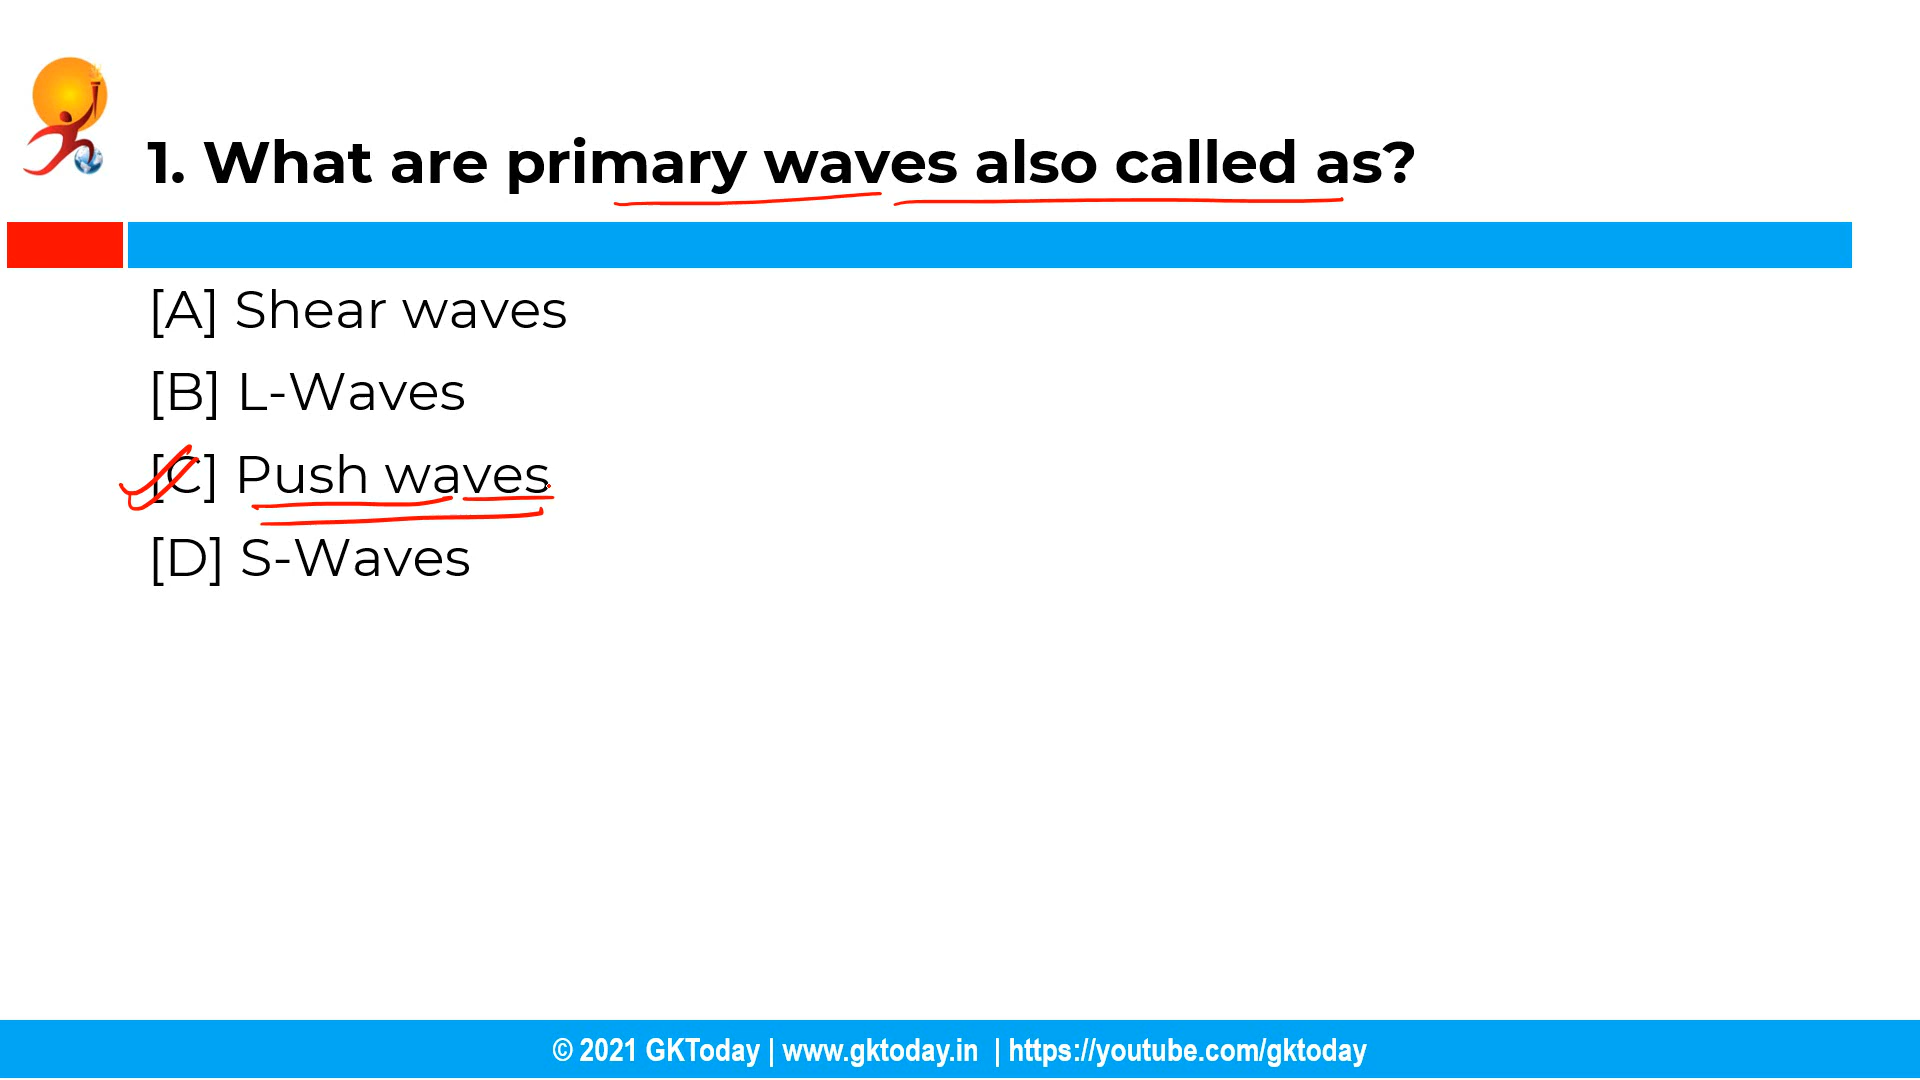 1. What are primary waves also called as?
[A] Shear waves
[B] L-Waves
[C] Push waves
[D] S-Waves
© 2021 GKToday | www.gktoday.in | https://youtube.com/gktoday